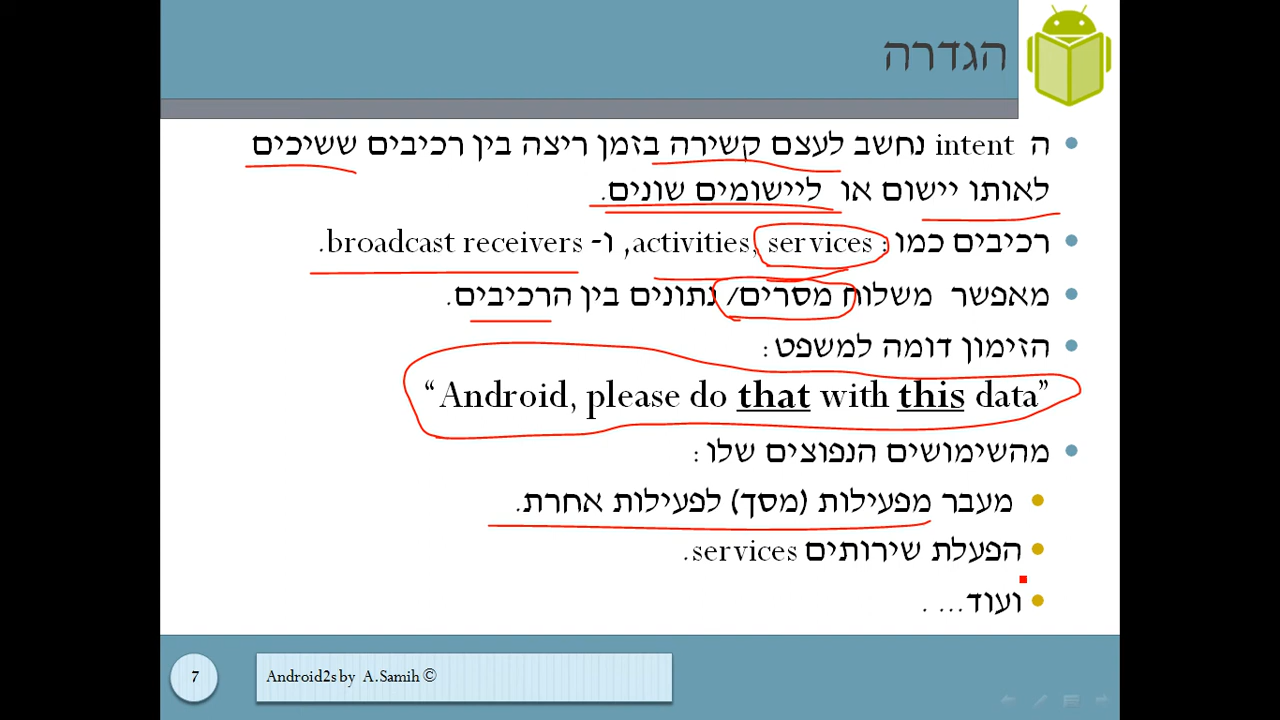 הגדרה
ה intent נחשב לעצם קשירה בזמן ריצה בין רכיבים ששיכים
לאותו יישום או ליישומים שונים.
רכיבים כמו: services, activities, ו- broadcast receivers.
מאפשר משלוח מסרים/ נתונים בין הרכיבים.
הזימון דומה למשפט:
“Android, please do that with this data”
מהשימושים הנפוצים שלו:
מעבר מפעילות (מסך) לפעילות אחרת.
הפעלת שירותים services.
ועוד... .
7
Android2s by A.Samih ©